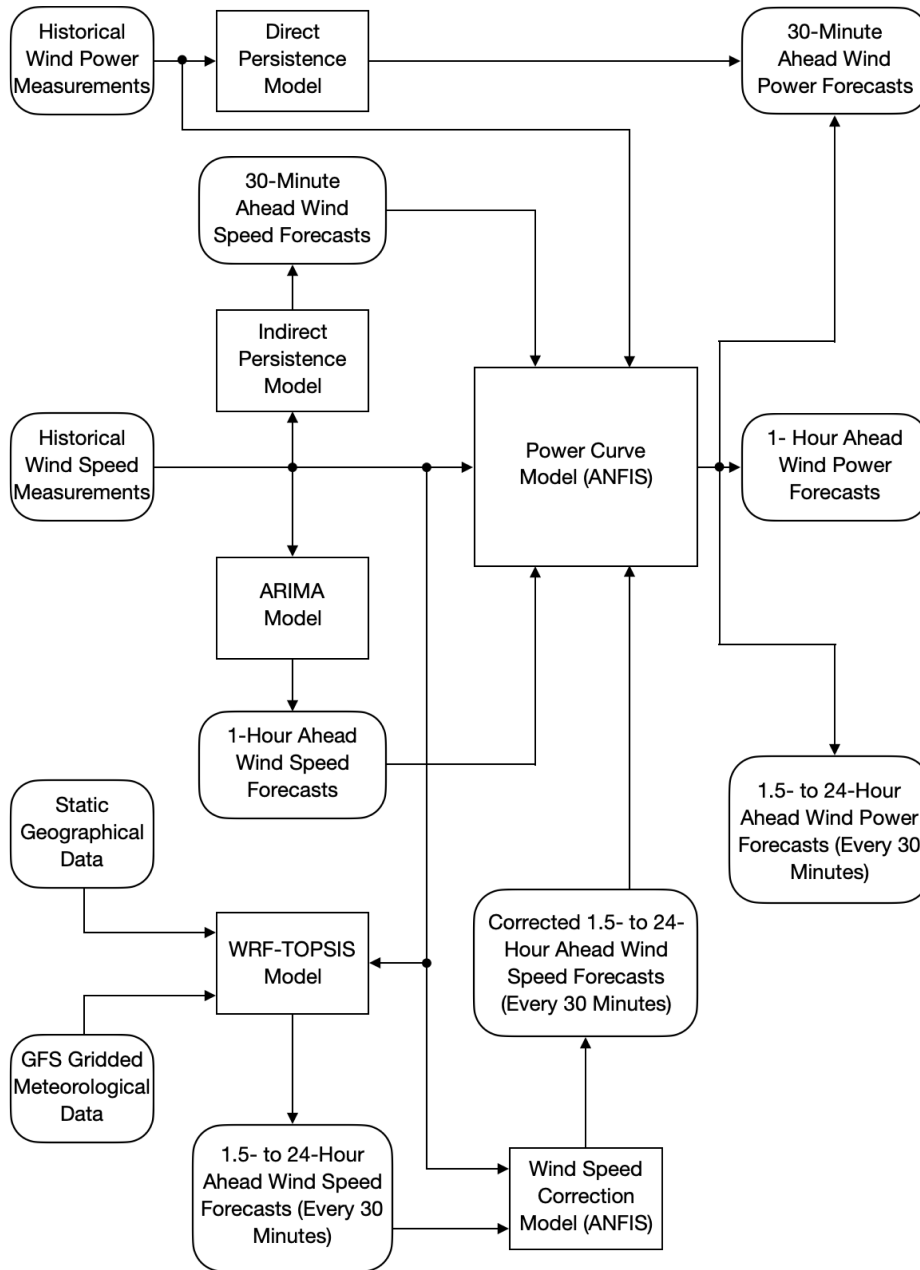 Historical
Wind Power
Measurements
Direct
Persistence
Model
30-Minute
Ahead Wind
Power Forecasts
30-Minute
Ahead Wind
Speed Forecasts
Indirect
Persistence
Model
Historical
Wind Speed
Measurements
Power Curve
Model (ANFIS)
1- Hour Ahead
Wind Power
Forecasts
ARIMA
Model
1-Hour Ahead
Wind Speed
Forecasts
Static
Geographical
Data
1.5- to 24-Hour
Ahead Wind Power
Forecasts (Every 30
Minutes)
WRF-TOPSIS
Model
Corrected 1.5- to 24-
Hour Ahead Wind
Speed Forecasts
(Every 30 Minutes)
GFS Gridded
Meteorological
Data
1.5- to 24-Hour
Ahead Wind Speed
Forecasts (Every 30
Minutes)
Wind Speed
Correction
Model (ANFIS)